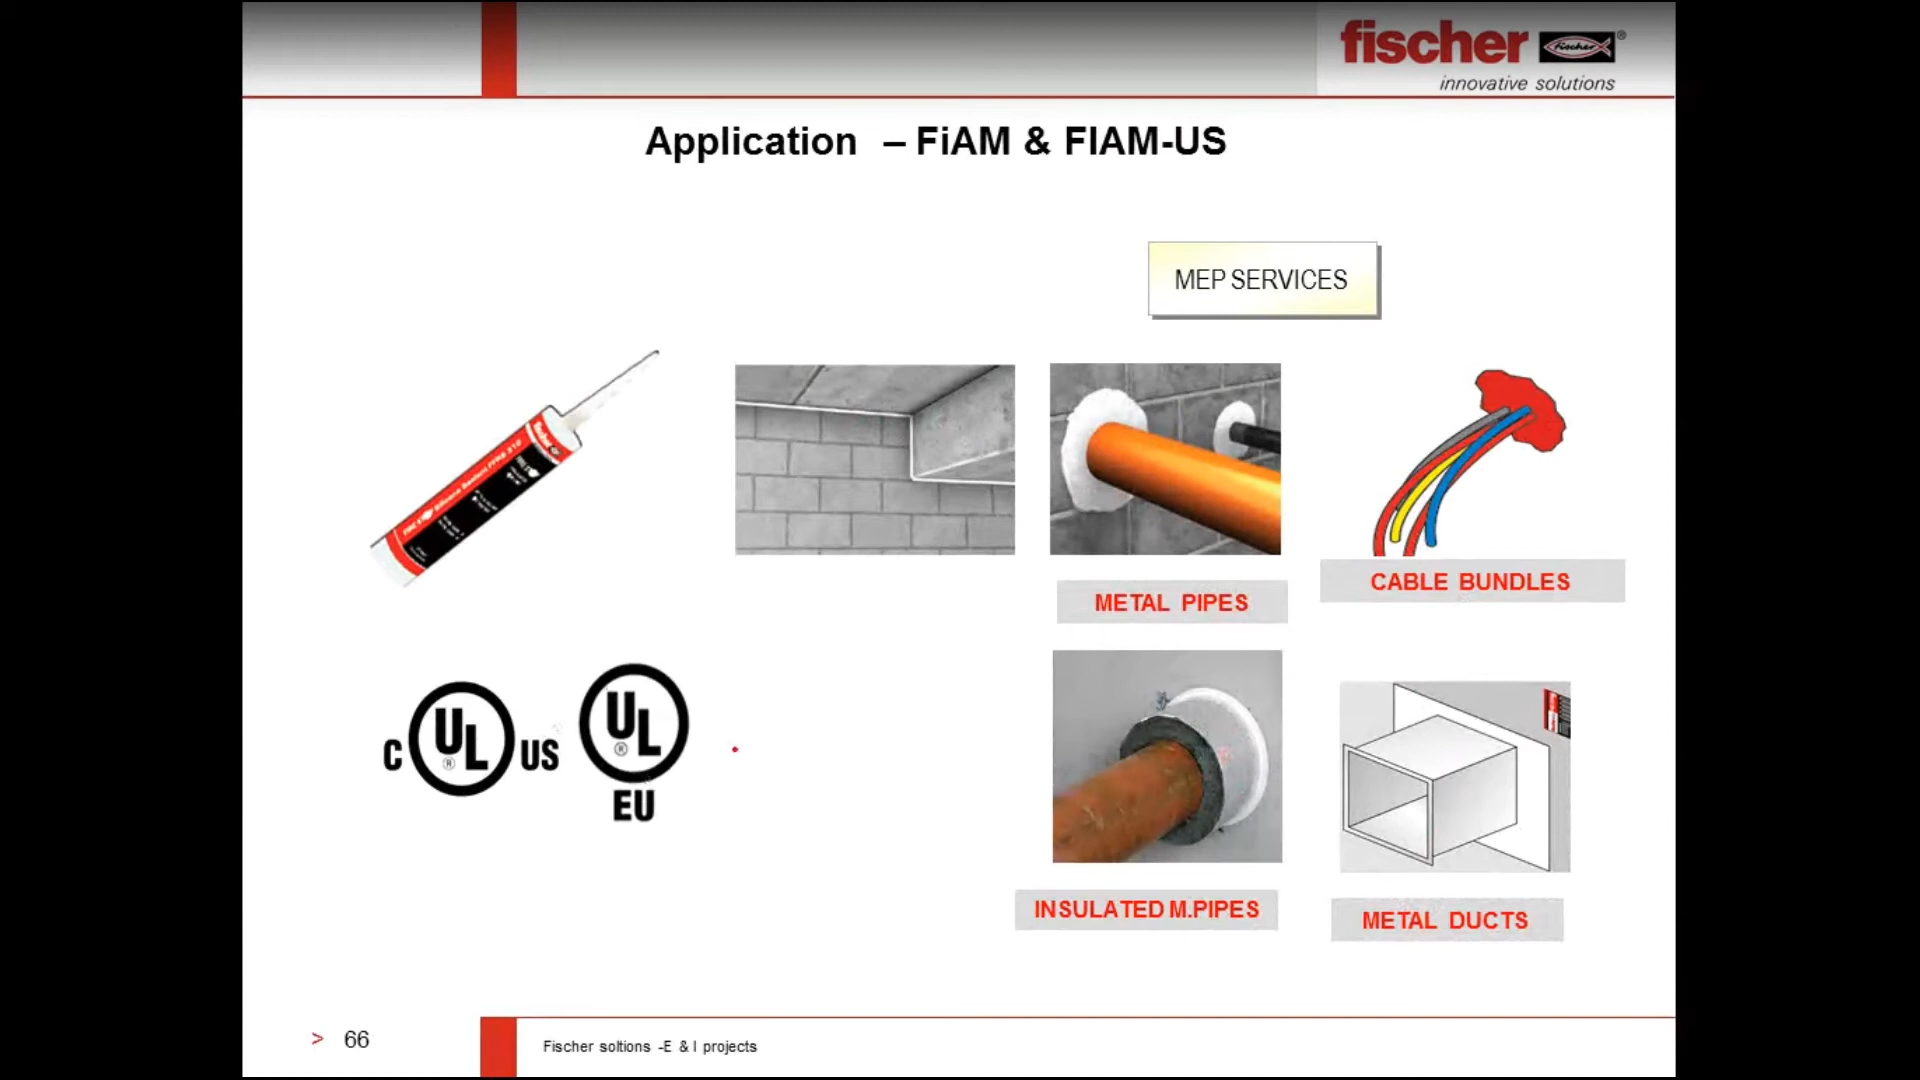 fischer
fischer
®
innovative solutions
Application – FiAM & FIAM-US
MEP SERVICES
METAL PIPES
CABLE BUNDLES
C UL® US
UL®
EU
INSULATED M.PIPES
METAL DUCTS
> 66
Fischer soltions -E & I projects